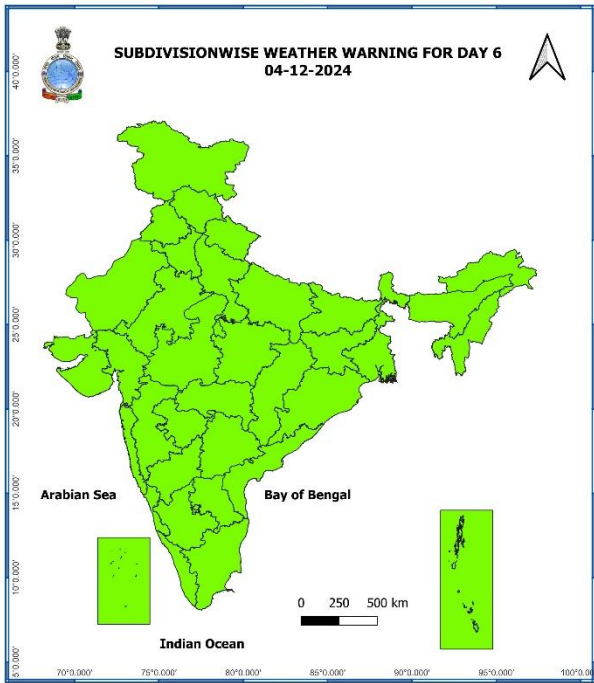 SUBDIVISIONWISE WEATHER WARNING FOR DAY 6
04-12-2024
40°0.000'
35°0.000'
30°0.000'
25°0.000'
20°0.000'
15°0.000'
10°0.000'
5°0.000'
Arabian Sea
Bay of Bengal
0 250 500 km
Indian Ocean
70°0.000' 75°0.000' 80°0.000' 85°0.000' 90°0.000' 95°0.000' 100°0.00